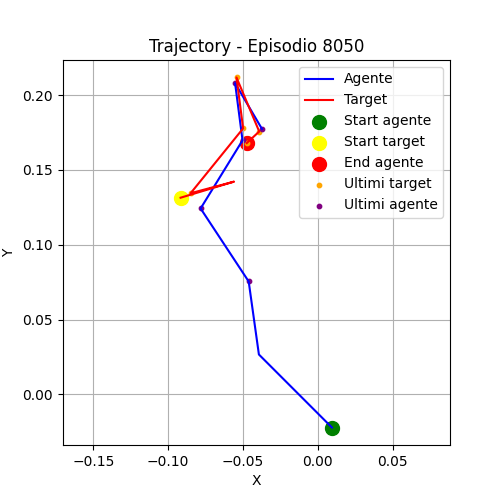 Trajectory - Episodio 8050
Agente
Target
Start agente
Start target
End agente
Ultimi target
Ultimi agente
0.20
0.15
0.10
0.05
0.00
Y
−0.15
−0.10
−0.05
0.00
0.05
X